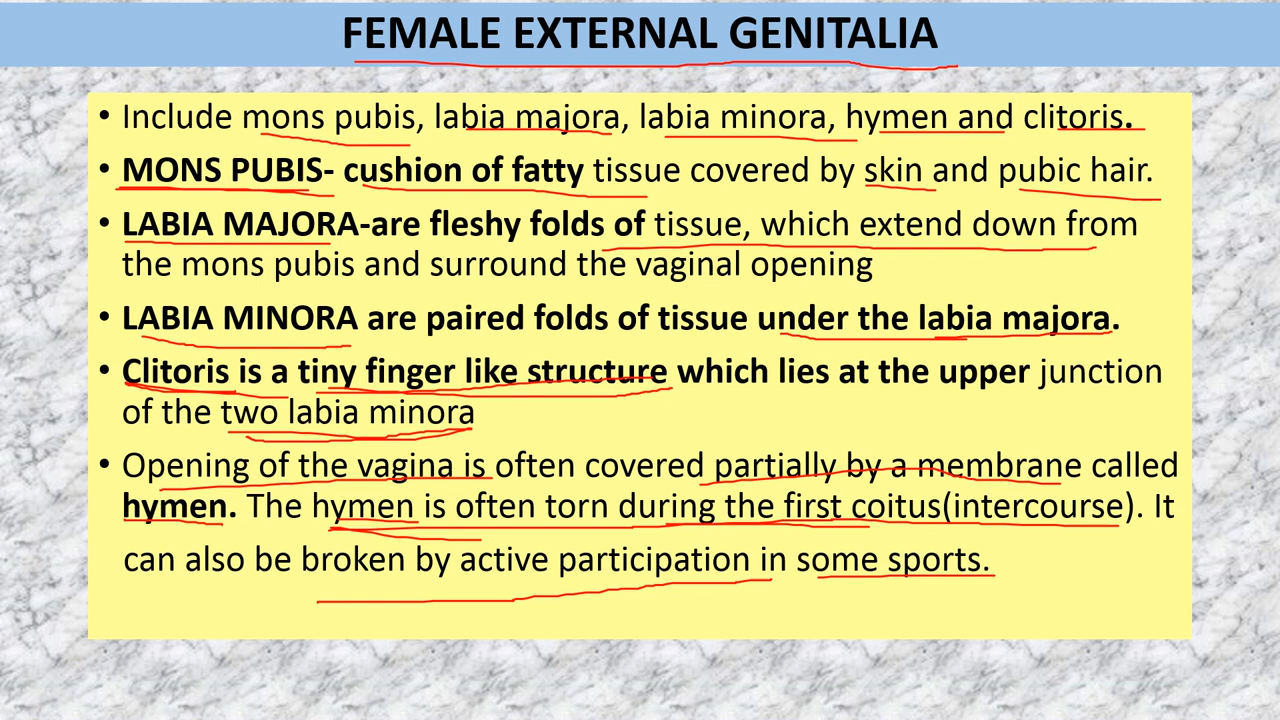 FEMALE EXTERNAL GENITALIA
• Include mons pubis, labia majora, labia minora, hymen and clitoris.
• MONS PUBIS- cushion of fatty tissue covered by skin and pubic hair.
• LABIA MAJORA-are fleshy folds of tissue, which extend down from
the mons pubis and surround the vaginal opening
• LABIA MINORA are paired folds of tissue under the labia majora.
• Clitoris is a tiny finger like structure which lies at the upper junction
of the two labia minora
• Opening of the vagina is often covered partially by a membrane called
hymen. The hymen is often torn during the first coitus(intercourse). It
can also be broken by active participation in some sports.